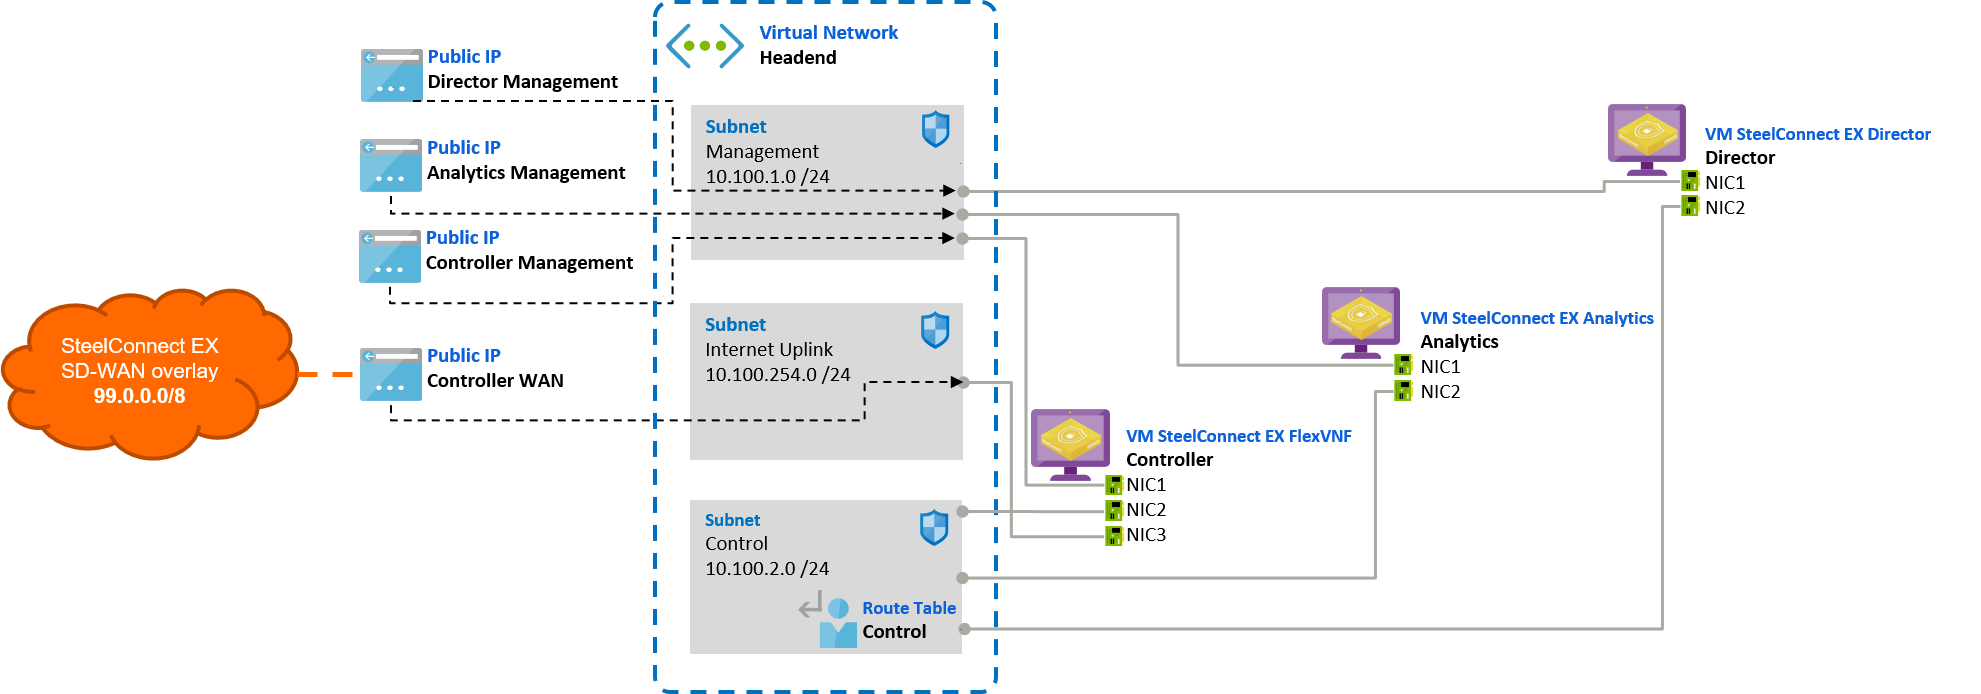 Public IP
Director Management
Public IP
Analytics Management
Public IP
Controller Management
SteelConnect EX
SD-WAN overlay
99.0.0.0/8
Public IP
Controller WAN
Virtual Network
Headend
Subnet
Management
10.100.1.0 /24
Subnet
Internet Uplink
10.100.254.0 /24
Subnet
Control
10.100.2.0 /24
Route Table
Control
VM SteelConnect EX Director
Director
NIC1
NIC2
VM SteelConnect EX Analytics
Analytics
NIC1
NIC2
VM SteelConnect EX FlexVNF
Controller
NIC1
NIC2
NIC3